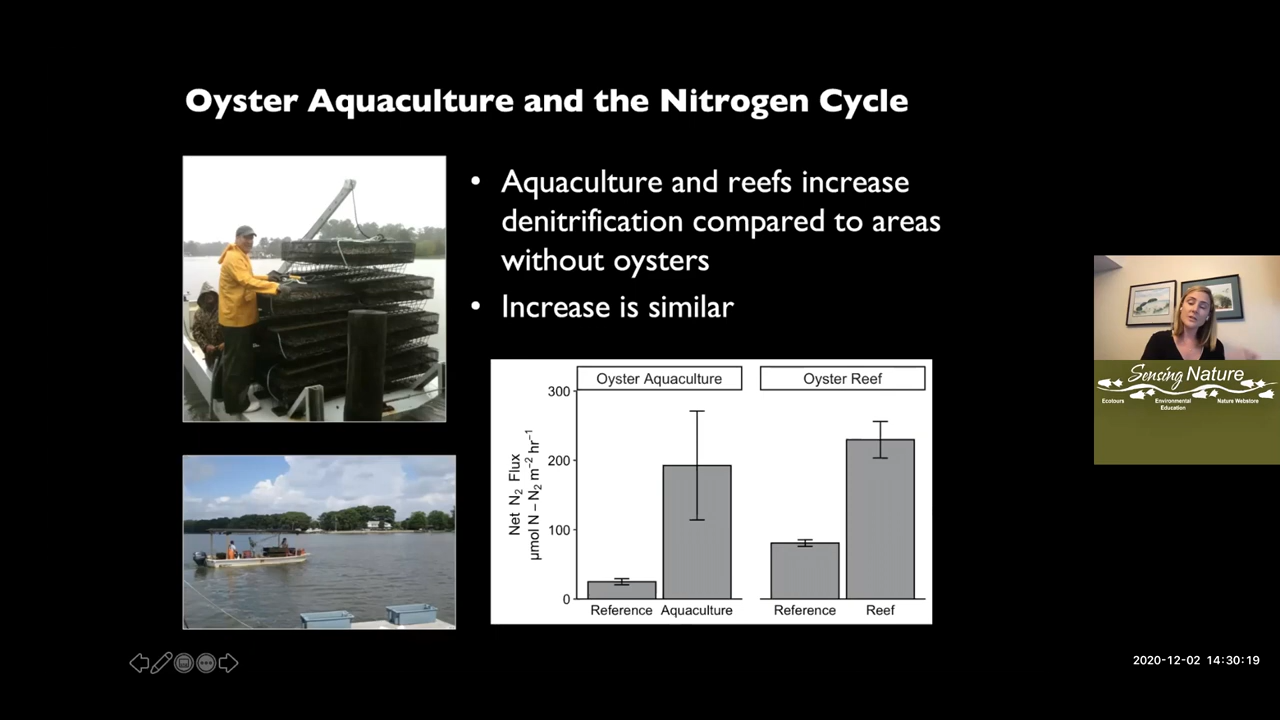 Oyster Aquaculture and the Nitrogen Cycle
• Aquaculture and reefs increase
denitrification compared to areas
without oysters
• Increase is similar
Oyster Aquaculture
Oyster Reef
Net N₂ Flux
μmol N – N₂ m⁻² hr⁻¹
300
200
100
0
Reference
Aquaculture
Reference
Reef
Sensing Nature
Ecotours
Environmental
Education
Nature Webstore
2020-12-02 14:30:19